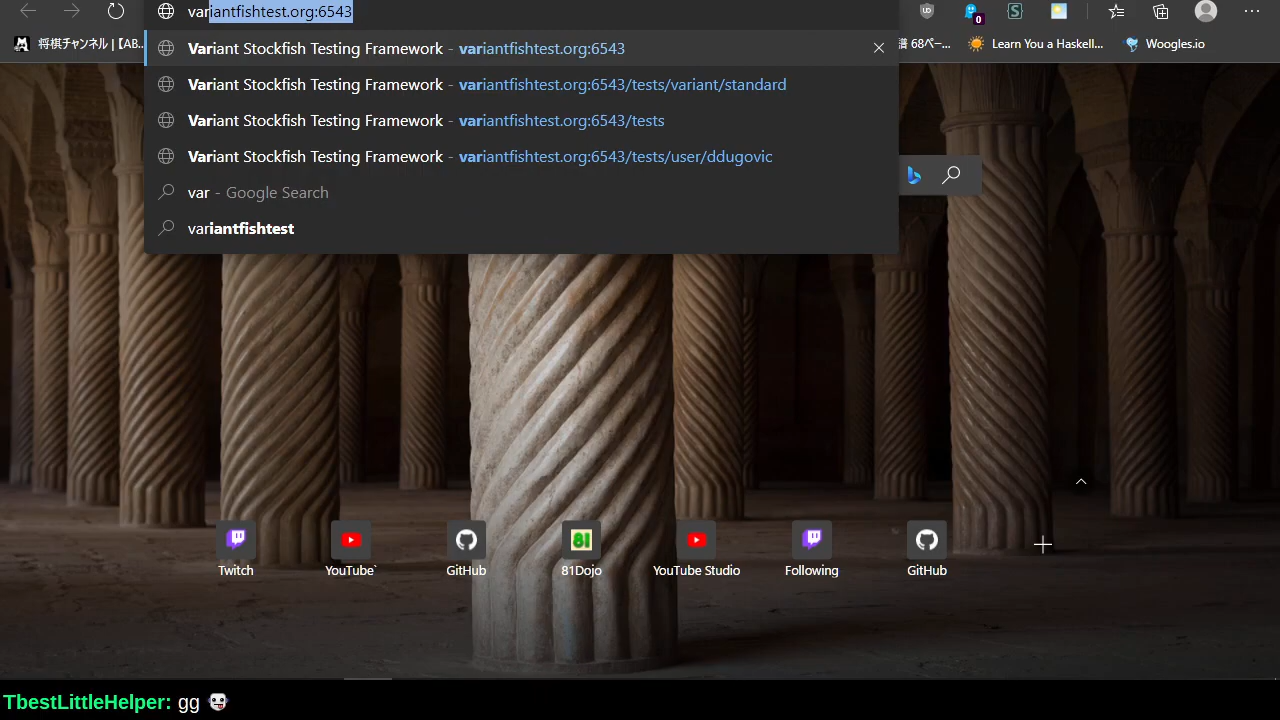 variantfishtest.org:6543
将棋チャンネル |【AB...
譜 68ペー...
Learn You a Haskell...
Woogles.io
Variant Stockfish Testing Framework - variantfishtest.org:6543
Variant Stockfish Testing Framework - variantfishtest.org:6543/tests/variant/standard
Variant Stockfish Testing Framework - variantfishtest.org:6543/tests
Variant Stockfish Testing Framework - variantfishtest.org:6543/tests/user/ddugovic
var - Google Search
variantfishtest
0
81
Twitch
YouTube`
GitHub
81Dojo
YouTube Studio
Following
GitHub
TbestLittleHelper: gg